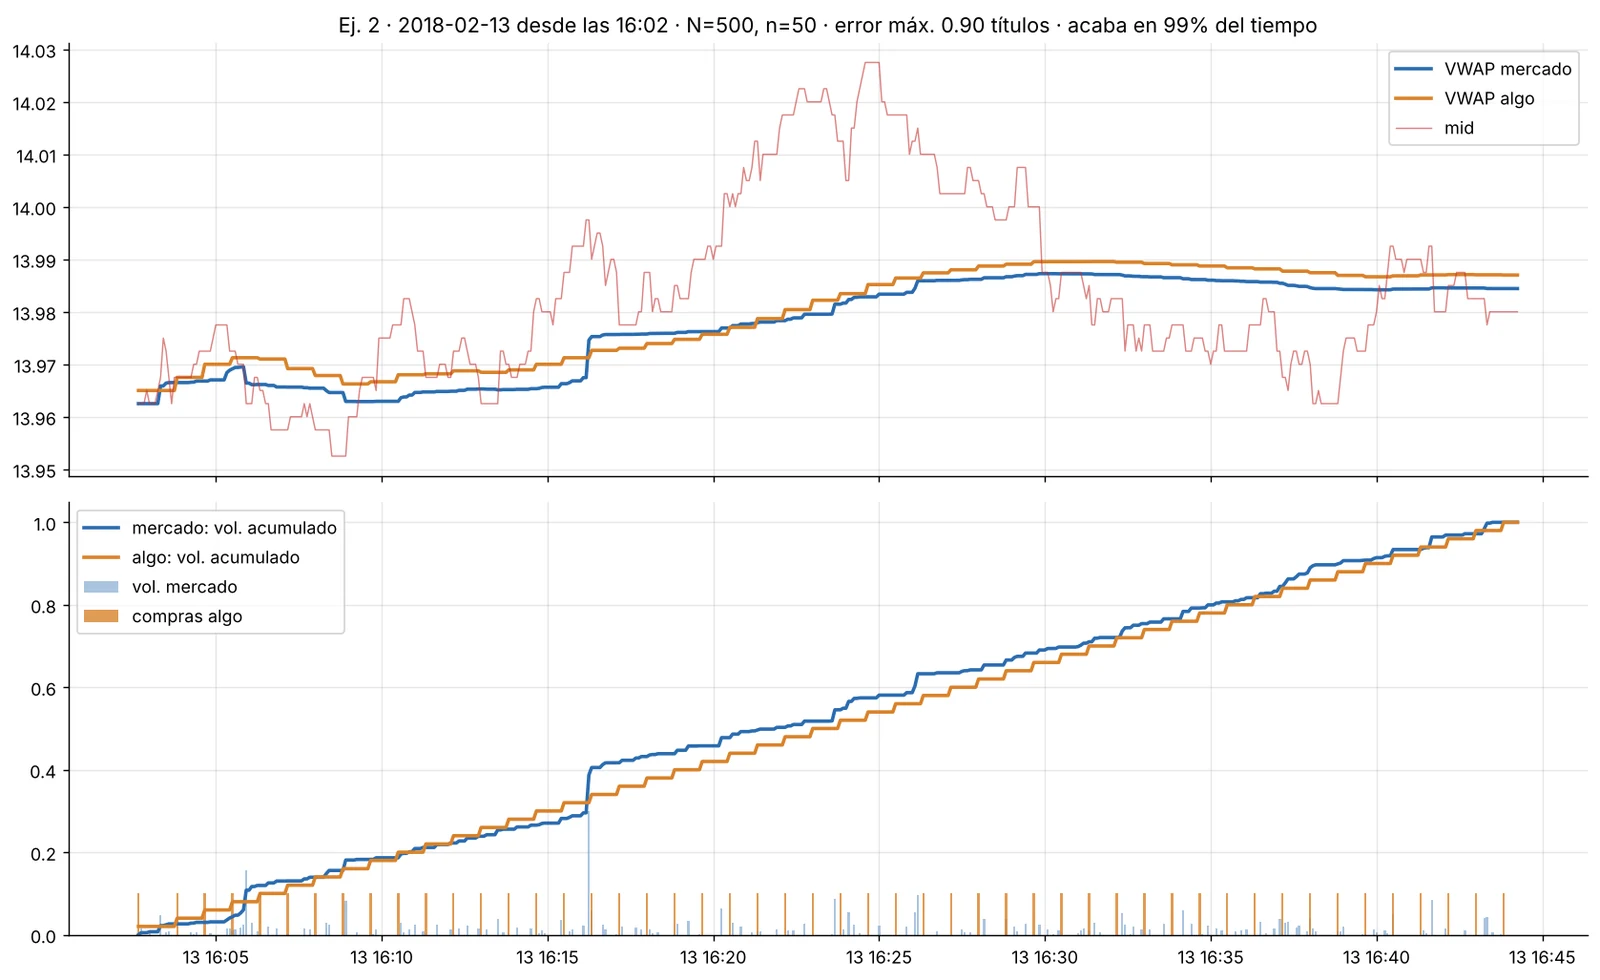 Ej. 2 · 2018-02-13 desde las 16:02 · N=500, n=50 · error máx. 0.90 títulos · acaba en 99% del tiempo
14.03
14.02
14.01
14.00
13.99
13.98
13.97
13.96
13.95
VWAP mercado
VWAP algo
mid
1.0
0.8
0.6
0.4
0.2
0.0
mercado: vol. acumulado
algo: vol. acumulado
vol. mercado
compras algo
13 16:05 13 16:10 13 16:15 13 16:20 13 16:25 13 16:30 13 16:35 13 16:40 13 16:45